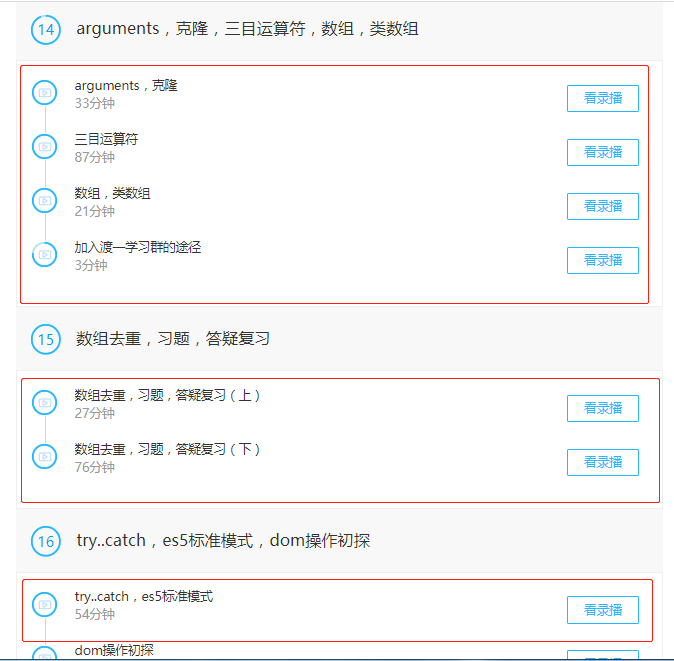 14 arguments，克隆，三目运算符，数组，类数组
arguments，克隆
33分钟
看录播
三目运算符
87分钟
看录播
数组，类数组
21分钟
看录播
加入渡一学习群的途径
3分钟
看录播
15 数组去重，习题，答疑复习
数组去重，习题，答疑复习（上）
27分钟
看录播
数组去重，习题，答疑复习（下）
76分钟
看录播
16 try..catch，es5标准模式，dom操作初探
try..catch，es5标准模式
54分钟
看录播
dom操作初探